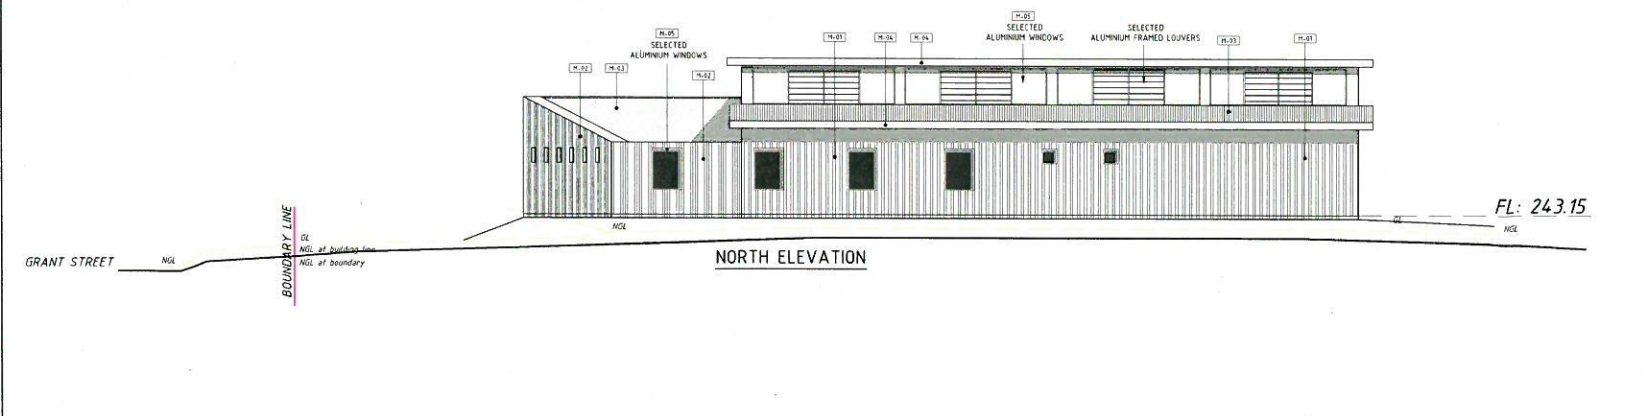 M-05
SELECTED
ALUMINIUM WINDOWS
M-05
SELECTED
ALUMINIUM WINDOWS
SELECTED
ALUMINIUM FRAMED LOUVERS
M-01
M-04
M-04
M-03
M-01
M-02
M-03
M-02
FL: 243.15
GL
NGL
NGL
BOUNDARY LINE
GL
NGL at building line
NGL at boundary
GRANT STREET
NGL
NORTH ELEVATION